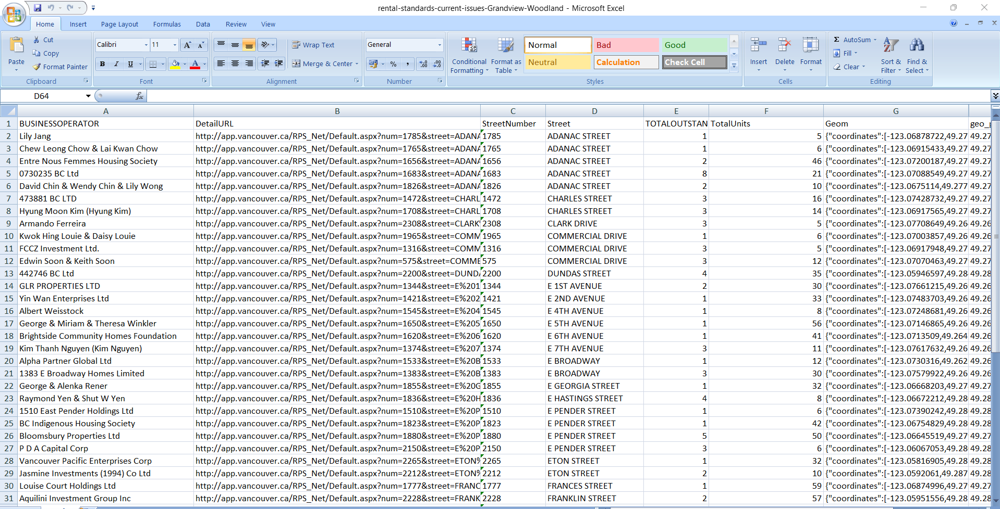 rental-standards-current-issues-Grandview-Woodland - Microsoft Excel
Home Insert Page Layout Formulas Data Review View
Paste Cut Copy Format Painter Clipboard
Calibri 11 A A B I U A Font
Wrap Text Merge & Center Alignment
General % , .00 Number
Conditional Formatting Format as Table Normal Bad Good Neutral Calculation Check Cell Styles
Insert Delete Format Cells
Σ AutoSum Fill Clear Sort & Filter Find & Select Editing
D64 fx
A B C D E F G
1 BUSINESSOPERATOR DetailURL StreetNumber Street TOTALOUTSTAN TotalUnits Geom geo_p
2 Lily Jang http://app.vancouver.ca/RPS_Net/Default.aspx?num=1785&street=ADANA 1785 ADANAC STREET 1 5 {"coordinates":[-123.06878722,49.27 49.27
3 Chew Leong Chow & Lai Kwan Chow http://app.vancouver.ca/RPS_Net/Default.aspx?num=1765&street=ADANA 1765 ADANAC STREET 1 6 {"coordinates":[-123.06915433,49.27 49.27
4 Entre Nous Femmes Housing Society http://app.vancouver.ca/RPS_Net/Default.aspx?num=1656&street=ADANA 1656 ADANAC STREET 2 46 {"coordinates":[-123.07200187,49.27 49.27
5 0730235 BC Ltd http://app.vancouver.ca/RPS_Net/Default.aspx?num=1683&street=ADANA 1683 ADANAC STREET 8 21 {"coordinates":[-123.07088549,49.27 49.27
6 David Chin & Wendy Chin & Lily Wong http://app.vancouver.ca/RPS_Net/Default.aspx?num=1826&street=ADANA 1826 ADANAC STREET 2 10 {"coordinates":[-123.0675114,49.277 49.27
7 473881 BC LTD http://app.vancouver.ca/RPS_Net/Default.aspx?num=1472&street=CHARL 1472 CHARLES STREET 3 16 {"coordinates":[-123.07428732,49.27 49.27
8 Hyung Moon Kim (Hyung Kim) http://app.vancouver.ca/RPS_Net/Default.aspx?num=1708&street=CHARL 1708 CHARLES STREET 3 14 {"coordinates":[-123.06917565,49.27 49.27
9 Armando Ferreira http://app.vancouver.ca/RPS_Net/Default.aspx?num=2308&street=CLARK 2308 CLARK DRIVE 3 5 {"coordinates":[-123.07708649,49.26 49.26
10 Kwok Hing Louie & Daisy Louie http://app.vancouver.ca/RPS_Net/Default.aspx?num=1965&street=COMM 1965 COMMERCIAL DRIVE 1 6 {"coordinates":[-123.07003857,49.26 49.26
11 FCCZ Investment Ltd. http://app.vancouver.ca/RPS_Net/Default.aspx?num=1316&street=COMM 1316 COMMERCIAL DRIVE 3 5 {"coordinates":[-123.06917948,49.27 49.27
12 Edwin Soon & Keith Soon http://app.vancouver.ca/RPS_Net/Default.aspx?num=575&street=COMME 575 COMMERCIAL DRIVE 3 12 {"coordinates":[-123.07070463,49.27 49.27
13 442746 BC Ltd http://app.vancouver.ca/RPS_Net/Default.aspx?num=2200&street=DUNDA 2200 DUNDAS STREET 4 35 {"coordinates":[-123.05946597,49.28 49.28
14 GLR PROPERTIES LTD http://app.vancouver.ca/RPS_Net/Default.aspx?num=1344&street=E%201 1344 E 1ST AVENUE 2 30 {"coordinates":[-123.07661215,49.26 49.26
15 Yin Wan Enterprises Ltd http://app.vancouver.ca/RPS_Net/Default.aspx?num=1421&street=E%202 1421 E 2ND AVENUE 1 33 {"coordinates":[-123.07483703,49.26 49.26
16 Albert Weisstock http://app.vancouver.ca/RPS_Net/Default.aspx?num=1545&street=E%204 1545 E 4TH AVENUE 1 8 {"coordinates":[-123.07248681,49.26 49.26
17 George & Miriam & Theresa Winkler http://app.vancouver.ca/RPS_Net/Default.aspx?num=1650&street=E%205 1650 E 5TH AVENUE 1 56 {"coordinates":[-123.07146865,49.26 49.26
18 Brightside Community Homes Foundation http://app.vancouver.ca/RPS_Net/Default.aspx?num=1620&street=E%206 1620 E 6TH AVENUE 1 41 {"coordinates":[-123.0713509,49.264 49.26
19 Kim Thanh Nguyen (Kim Nguyen) http://app.vancouver.ca/RPS_Net/Default.aspx?num=1374&street=E%207 1374 E 7TH AVENUE 3 11 {"coordinates":[-123.07617632,49.26 49.26
20 Alpha Partner Global Ltd http://app.vancouver.ca/RPS_Net/Default.aspx?num=1533&street=E%20B 1533 E BROADWAY 1 12 {"coordinates":[-123.0730316,49.262 49.26
21 1383 E Broadway Homes Limited http://app.vancouver.ca/RPS_Net/Default.aspx?num=1383&street=E%20B 1383 E BROADWAY 3 30 {"coordinates":[-123.07579922,49.26 49.26
22 George & Alenka Rener http://app.vancouver.ca/RPS_Net/Default.aspx?num=1855&street=E%20G 1855 E GEORGIA STREET 1 32 {"coordinates":[-123.06668203,49.27 49.27
23 Raymond Yen & Shut W Yen http://app.vancouver.ca/RPS_Net/Default.aspx?num=1836&street=E%20H 1836 E HASTINGS STREET 4 8 {"coordinates":[-123.06672212,49.28 49.28
24 1510 East Pender Holdings Ltd http://app.vancouver.ca/RPS_Net/Default.aspx?num=1510&street=E%20P 1510 E PENDER STREET 1 6 {"coordinates":[-123.07390242,49.28 49.28
25 BC Indigenous Housing Society http://app.vancouver.ca/RPS_Net/Default.aspx?num=1823&street=E%20P 1823 E PENDER STREET 1 42 {"coordinates":[-123.06754829,49.28 49.28
26 Bloomsbury Properties Ltd http://app.vancouver.ca/RPS_Net/Default.aspx?num=1880&street=E%20P 1880 E PENDER STREET 5 50 {"coordinates":[-123.06645519,49.27 49.27
27 P D A Capital Corp http://app.vancouver.ca/RPS_Net/Default.aspx?num=2150&street=E%20P 2150 E PENDER STREET 3 6 {"coordinates":[-123.06067053,49.28 49.28
28 Vancouver Pacific Enterprises Corp http://app.vancouver.ca/RPS_Net/Default.aspx?num=2265&street=ETON% 2265 ETON STREET 1 32 {"coordinates":[-123.05816905,49.28 49.28
29 Jasmine Investments (1994) Co Ltd http://app.vancouver.ca/RPS_Net/Default.aspx?num=2212&street=ETON% 2212 ETON STREET 2 10 {"coordinates":[-123.0592061,49.287 49.28
30 Louise Court Holdings Ltd http://app.vancouver.ca/RPS_Net/Default.aspx?num=1777&street=FRANC 1777 FRANCES STREET 1 59 {"coordinates":[-123.06874996,49.27 49.27
31 Aquilini Investment Group Inc http://app.vancouver.ca/RPS_Net/Default.aspx?num=2228&street=FRANK 2228 FRANKLIN STREET 2 57 {"coordinates":[-123.05951556,49.28 49.28